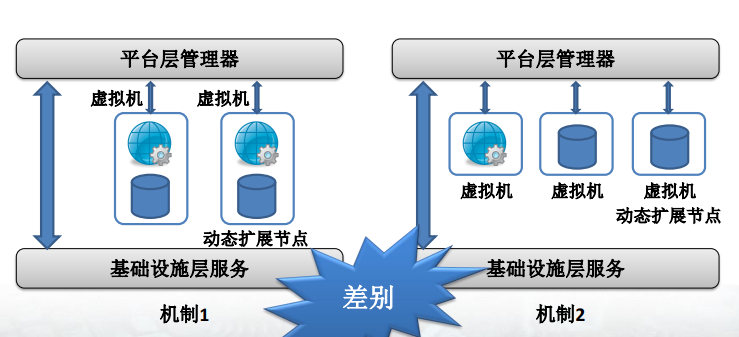 平台层管理器
虚拟机
虚拟机
动态扩展节点
基础设施层服务
机制1
差别
平台层管理器
虚拟机
虚拟机
虚拟机
动态扩展节点
基础设施层服务
机制2